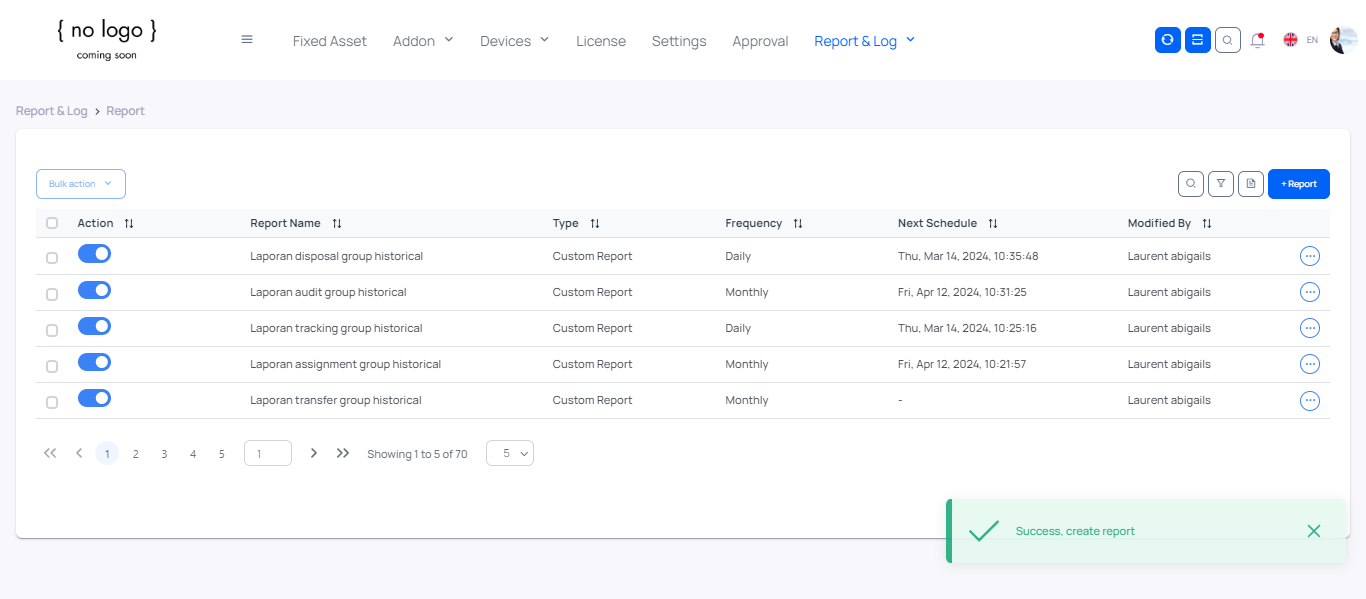 { no logo }
coming soon
Fixed Asset Addon Devices License Settings Approval Report & Log EN
Report & Log > Report
Bulk action + Report
Action Report Name Type Frequency Next Schedule Modified By
Laporan disposal group historical Custom Report Daily Thu, Mar 14, 2024, 10:35:48 Laurent abigails
Laporan audit group historical Custom Report Monthly Fri, Apr 12, 2024, 10:31:25 Laurent abigails
Laporan tracking group historical Custom Report Daily Thu, Mar 14, 2024, 10:25:16 Laurent abigails
Laporan assignment group historical Custom Report Monthly Fri, Apr 12, 2024, 10:21:57 Laurent abigails
Laporan transfer group historical Custom Report Monthly - Laurent abigails
1 2 3 4 5 1 Showing 1 to 5 of 70 5
Success, create report